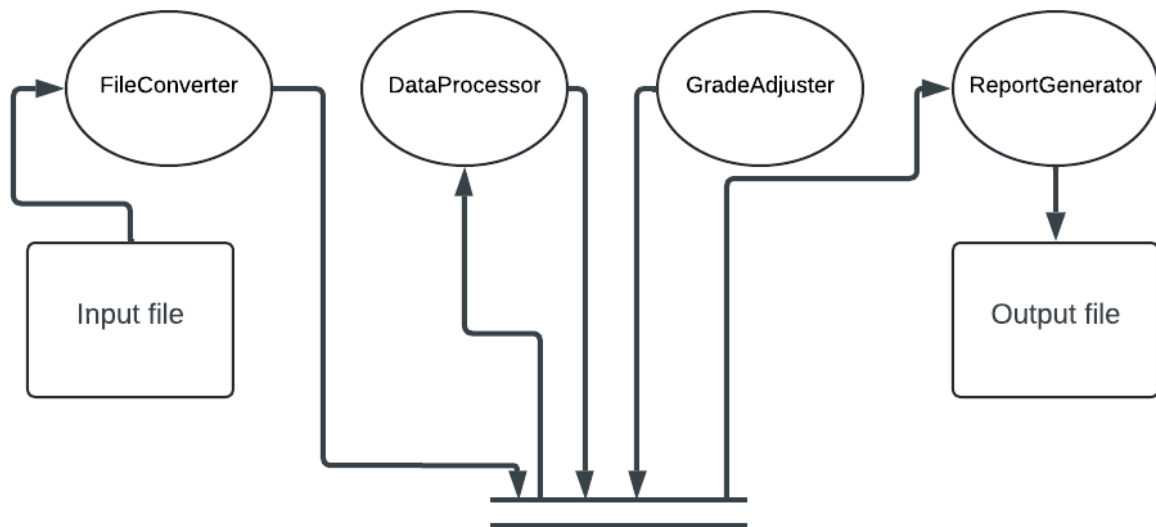 FileConverter
DataProcessor
GradeAdjuster
ReportGenerator
Input file
Output file